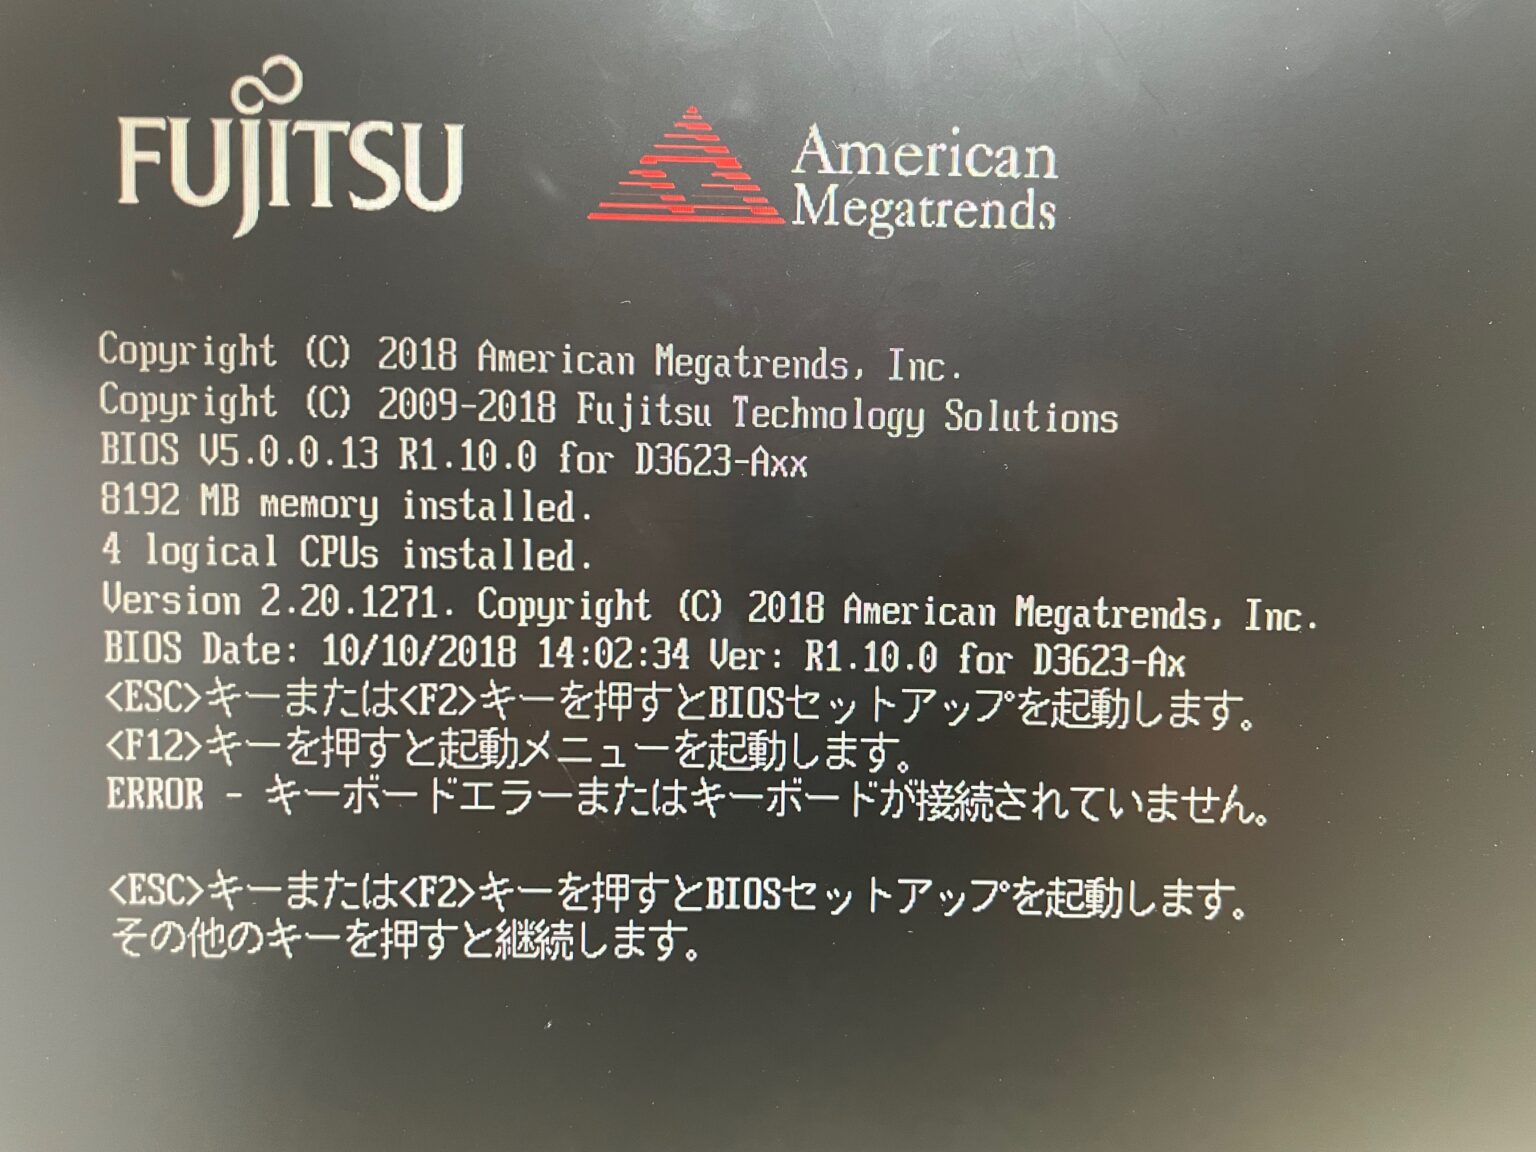 FUJITSU
American
Megatrends
Copyright (C) 2018 American Megatrends, Inc.
Copyright (C) 2009-2018 Fujitsu Technology Solutions
BIOS V5.0.0.13 R1.10.0 for D3623-Axx
8192 MB memory installed.
4 logical CPUs installed.
Version 2.20.1271. Copyright (C) 2018 American Megatrends, Inc.
BIOS Date: 10/10/2018 14:02:34 Ver: R1.10.0 for D3623-Ax
<ESC>キーまたは<F2>キーを押すとBIOSセットアップを起動します。
<F12>キーを押すと起動メニューを起動します。
ERROR - キーボードエラーまたはキーボードが接続されていません。
<ESC>キーまたは<F2>キーを押すとBIOSセットアップを起動します。
その他のキーを押すと継続します。